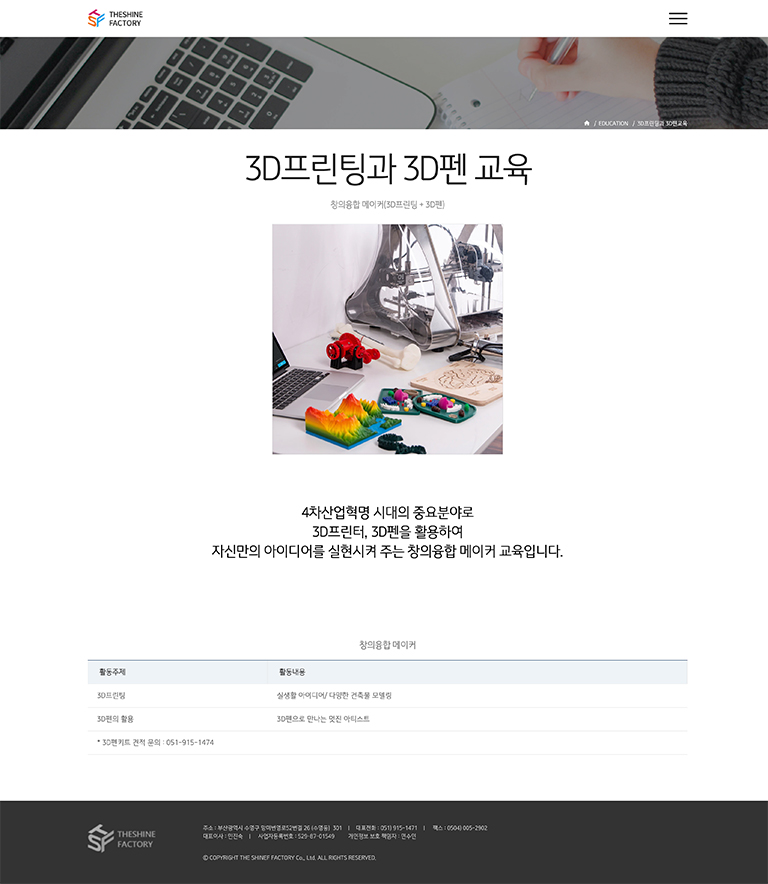 THESHINE
FACTORY
/ EDUCATION / 3D프린팅과 3D펜교육
3D프린팅과 3D펜 교육
창의융합 메이커(3D프린팅 + 3D펜)
4차산업혁명 시대의 중요분야로
3D프린터, 3D펜을 활용하여
자신만의 아이디어를 실현시켜 주는 창의융합 메이커 교육입니다.
창의융합 메이커
활동주제 활동내용
3D프린팅 실생활 아이디어/ 다양한 건축물 모델링
3D펜의 활용 3D펜으로 만나는 멋진 아티스트
* 3D펜키트 견적 문의 : 051-915-1474
THESHINE
FACTORY
주소 : 부산광역시 수영구 망미번영로52번길 26 (수영동) 301 | 대표전화 : 051) 915-1471 | 팩스 : 0504) 005-2902
대표이사 : 민진숙 | 사업자등록번호 : 529-87-01549 개인정보 보호 책임자 : 민수인
© COPYRIGHT THE SHINEF FACTORY Co., Ltd. ALL RIGHTS RESERVED.